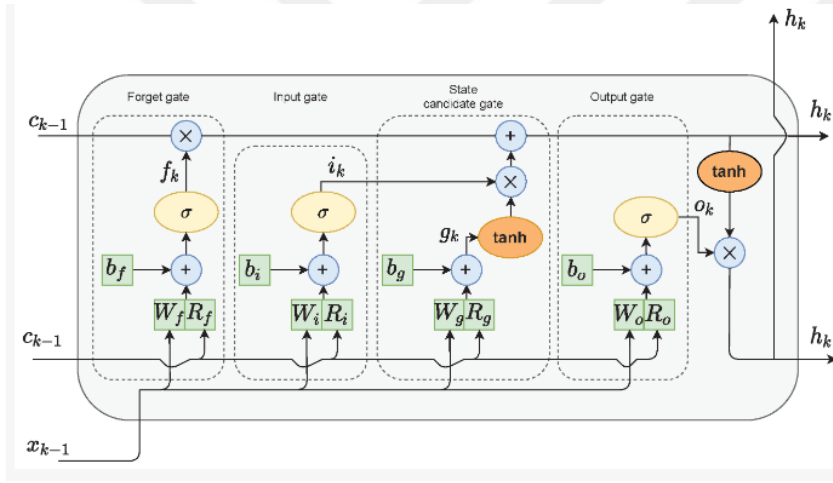 h_k
Forget gate
Input gate
State
candidate gate
Output gate
c_{k-1}
×
+
h_k
f_k
i_k
×
tanh
σ
σ
g_k
tanh
σ
o_k
×
b_f
+
b_i
+
b_g
+
b_o
+
W_f R_f
W_i R_i
W_g R_g
W_o R_o
c_{k-1}
h_k
x_{k-1}